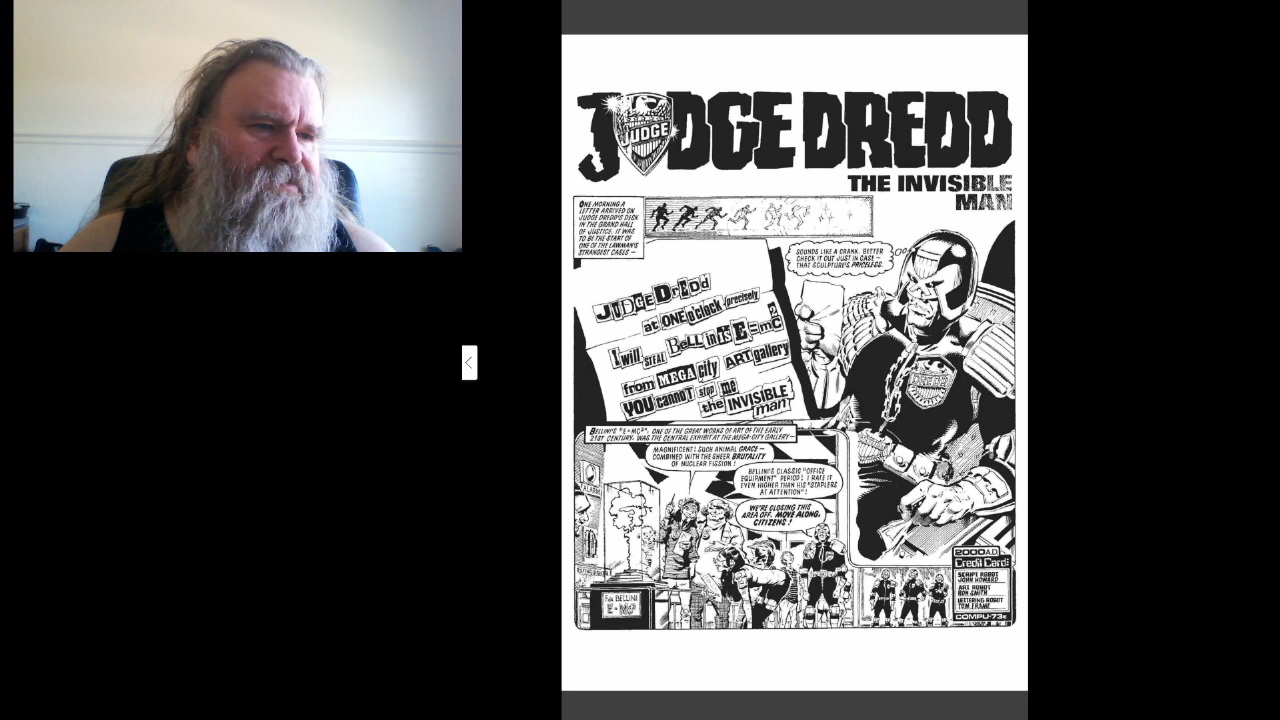 JUDGE DREDD
JUDGE
THE INVISIBLE
MAN
ONE MORNING A
LETTER ARRIVED ON
JUDGE DREDD'S DESK
IN THE GRAND HALL
OF JUSTICE. IT WAS
TO BE THE START OF
ONE OF THE LAWMAN'S
STRANGEST CASES —
SOUNDS LIKE A CRANK. BETTER
CHECK IT OUT JUST IN CASE —
THAT SCULPTURE'S PRICELESS.
JUDGE DREDD
at ONE o'clock precisely
I will STEAL BELLini's E=mc2
from MEGA city ART gallery
YOU cannot stop me
the INVISIBLE
man
DREDD
BELLINI'S "E=MC²", ONE OF THE GREAT WORKS OF ART OF THE EARLY
21ST CENTURY, WAS THE CENTRAL EXHIBIT AT THE MEGA-CITY GALLERY—
MAGNIFICENT! SUCH ANIMAL GRACE —
COMBINED WITH THE SHEER BRUTALITY
OF NUCLEAR FISSION!
BELLINI'S CLASSIC "OFFICE
EQUIPMENT" PERIOD! I RATE IT
EVEN HIGHER THAN HIS "STAPLERS
AT ATTENTION"!
WE'RE CLOSING THIS
AREA OFF. MOVE ALONG,
CITIZENS!
BELLINI
E=MC²
2000 A.D.
Credit Card:
SCRIPT ROBOT
JOHN HOWARD
ART ROBOT
RON SMITH
LETTERING ROBOT
TOM FRAME
COMPU-73E